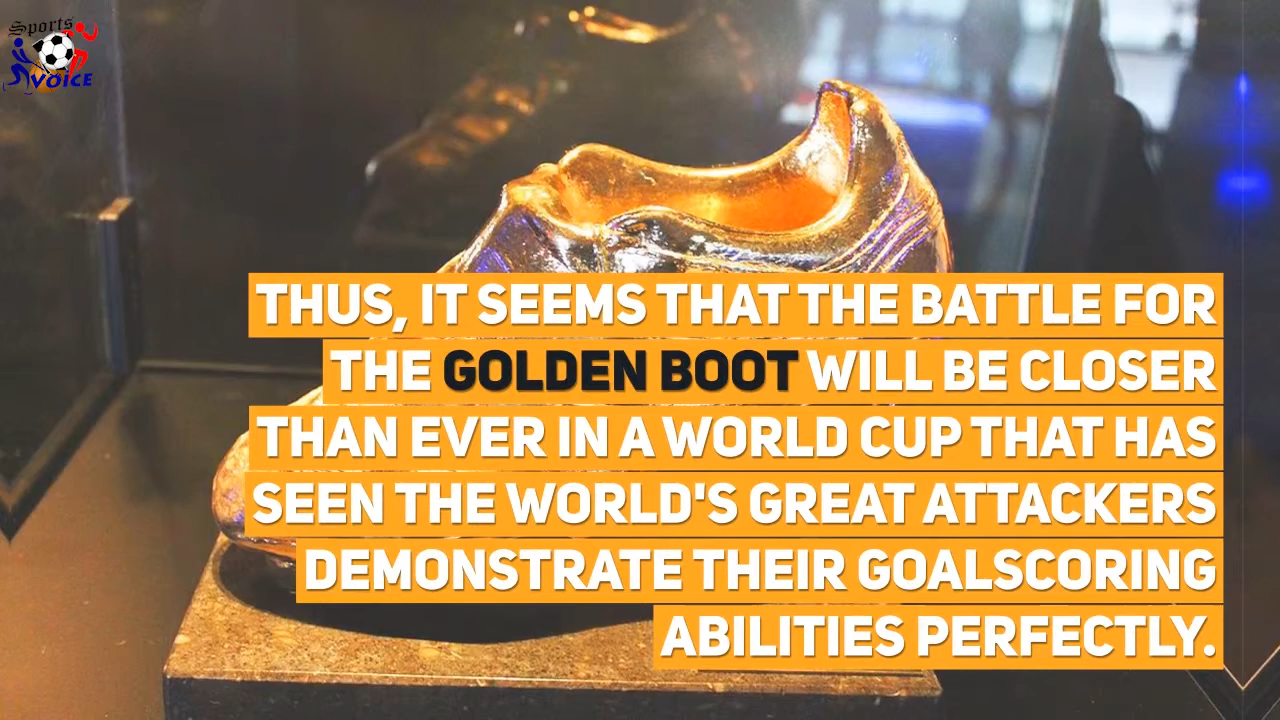 Sports
VOICE
THUS, IT SEEMS THAT THE BATTLE FOR
THE GOLDEN BOOT WILL BE CLOSER
THAN EVER IN A WORLD CUP THAT HAS
SEEN THE WORLD'S GREAT ATTACKERS
DEMONSTRATE THEIR GOALSCORING
ABILITIES PERFECTLY.